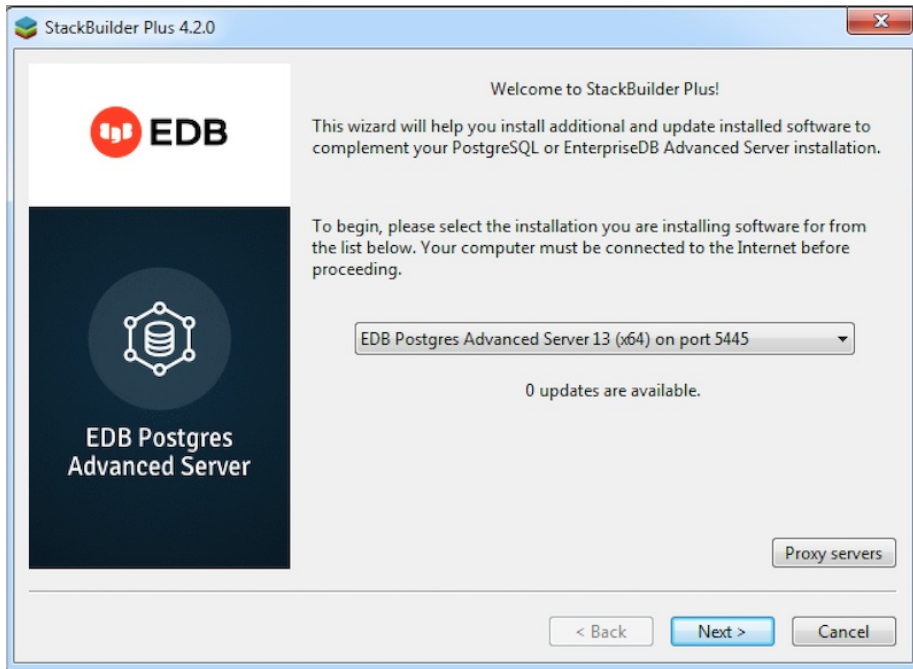 StackBuilder Plus 4.2.0
EDB
EDB Postgres
Advanced Server
Welcome to StackBuilder Plus!
This wizard will help you install additional and update installed software to
complement your PostgreSQL or EnterpriseDB Advanced Server installation.
To begin, please select the installation you are installing software for from
the list below. Your computer must be connected to the Internet before
proceeding.
EDB Postgres Advanced Server 13 (x64) on port 5445
0 updates are available.
Proxy servers
< Back
Next >
Cancel